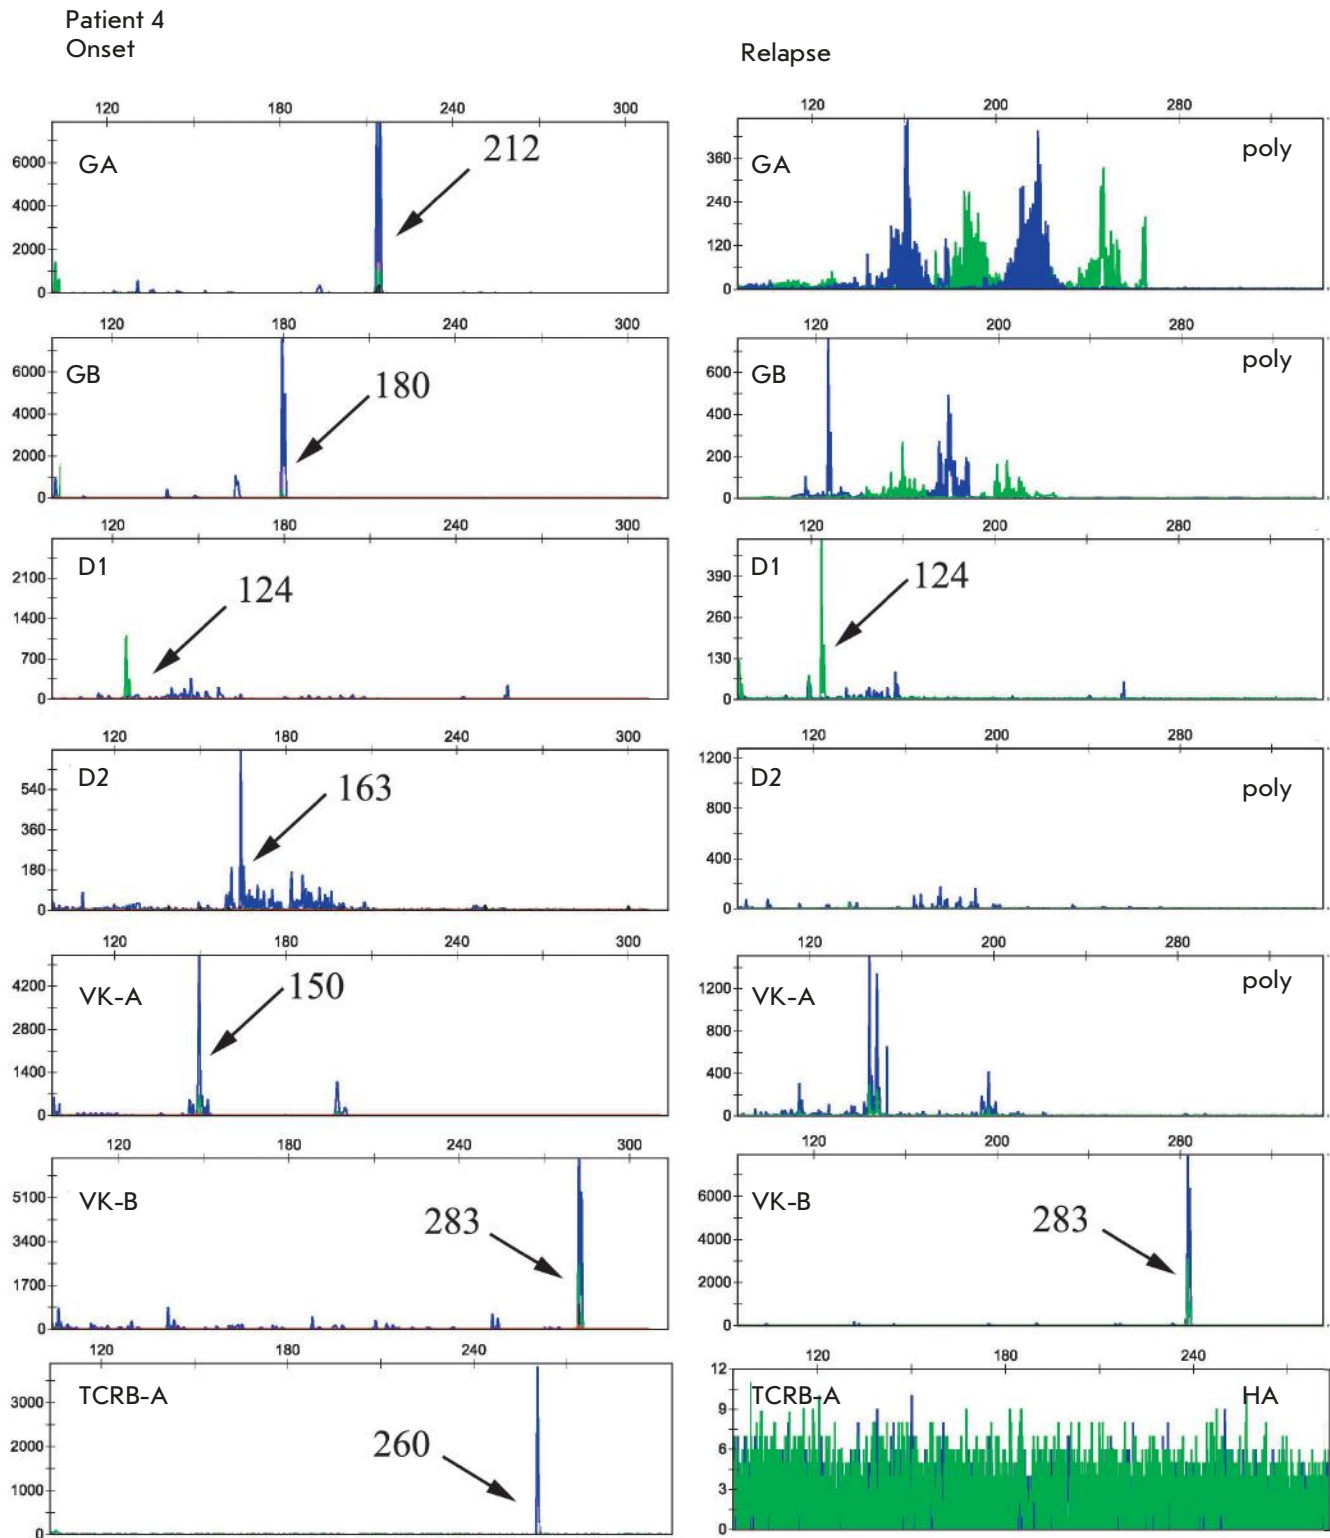 Patient 4
Onset
Relapse
120 180 240 300
6000
4000
2000
0
GA
212
120 200 280
360
240
120
0
GA
poly
120 180 240 300
6000
4000
2000
0
GB
180
120 200 280
600
400
200
0
GB
poly
120 180 240 300
2100
1400
700
0
D1
124
120 200 280
390
260
130
0
D1
124
120 180 240 300
540
360
180
0
D2
163
120 200 280
1200
800
400
0
D2
poly
120 180 240 300
4200
2800
1400
0
VK-A
150
120 200 280
1200
800
400
0
VK-A
poly
120 180 240 300
5100
3400
1700
0
VK-B
283
120 200 280
6000
4000
2000
0
VK-B
283
120 180 240
3000
2000
1000
0
TCRB-A
260
120 180 240
12
9
6
3
0
TCRB-A
HA